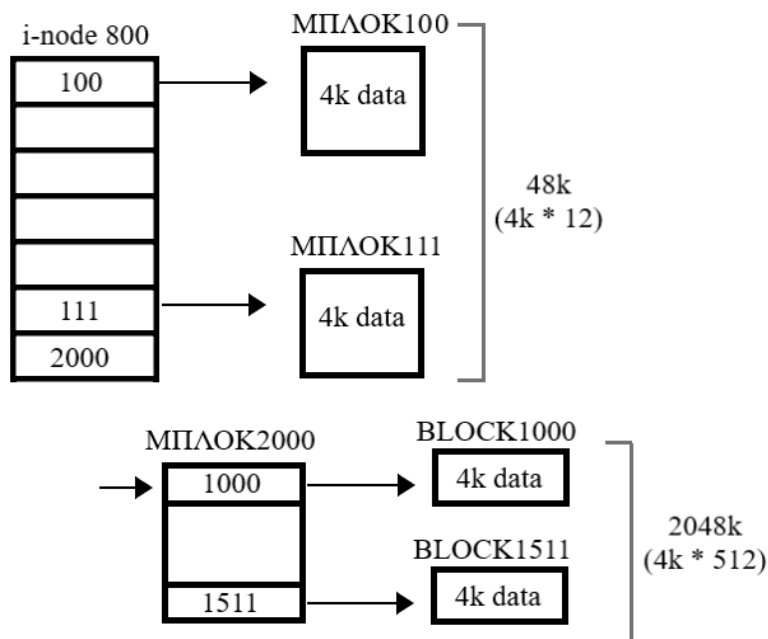 i-node 800
100
111
2000
ΜΠΛΟΚ100
4k data
ΜΠΛΟΚ111
4k data
48k
(4k * 12)
ΜΠΛΟΚ2000
1000
1511
BLOCK1000
4k data
BLOCK1511
4k data
2048k
(4k * 512)